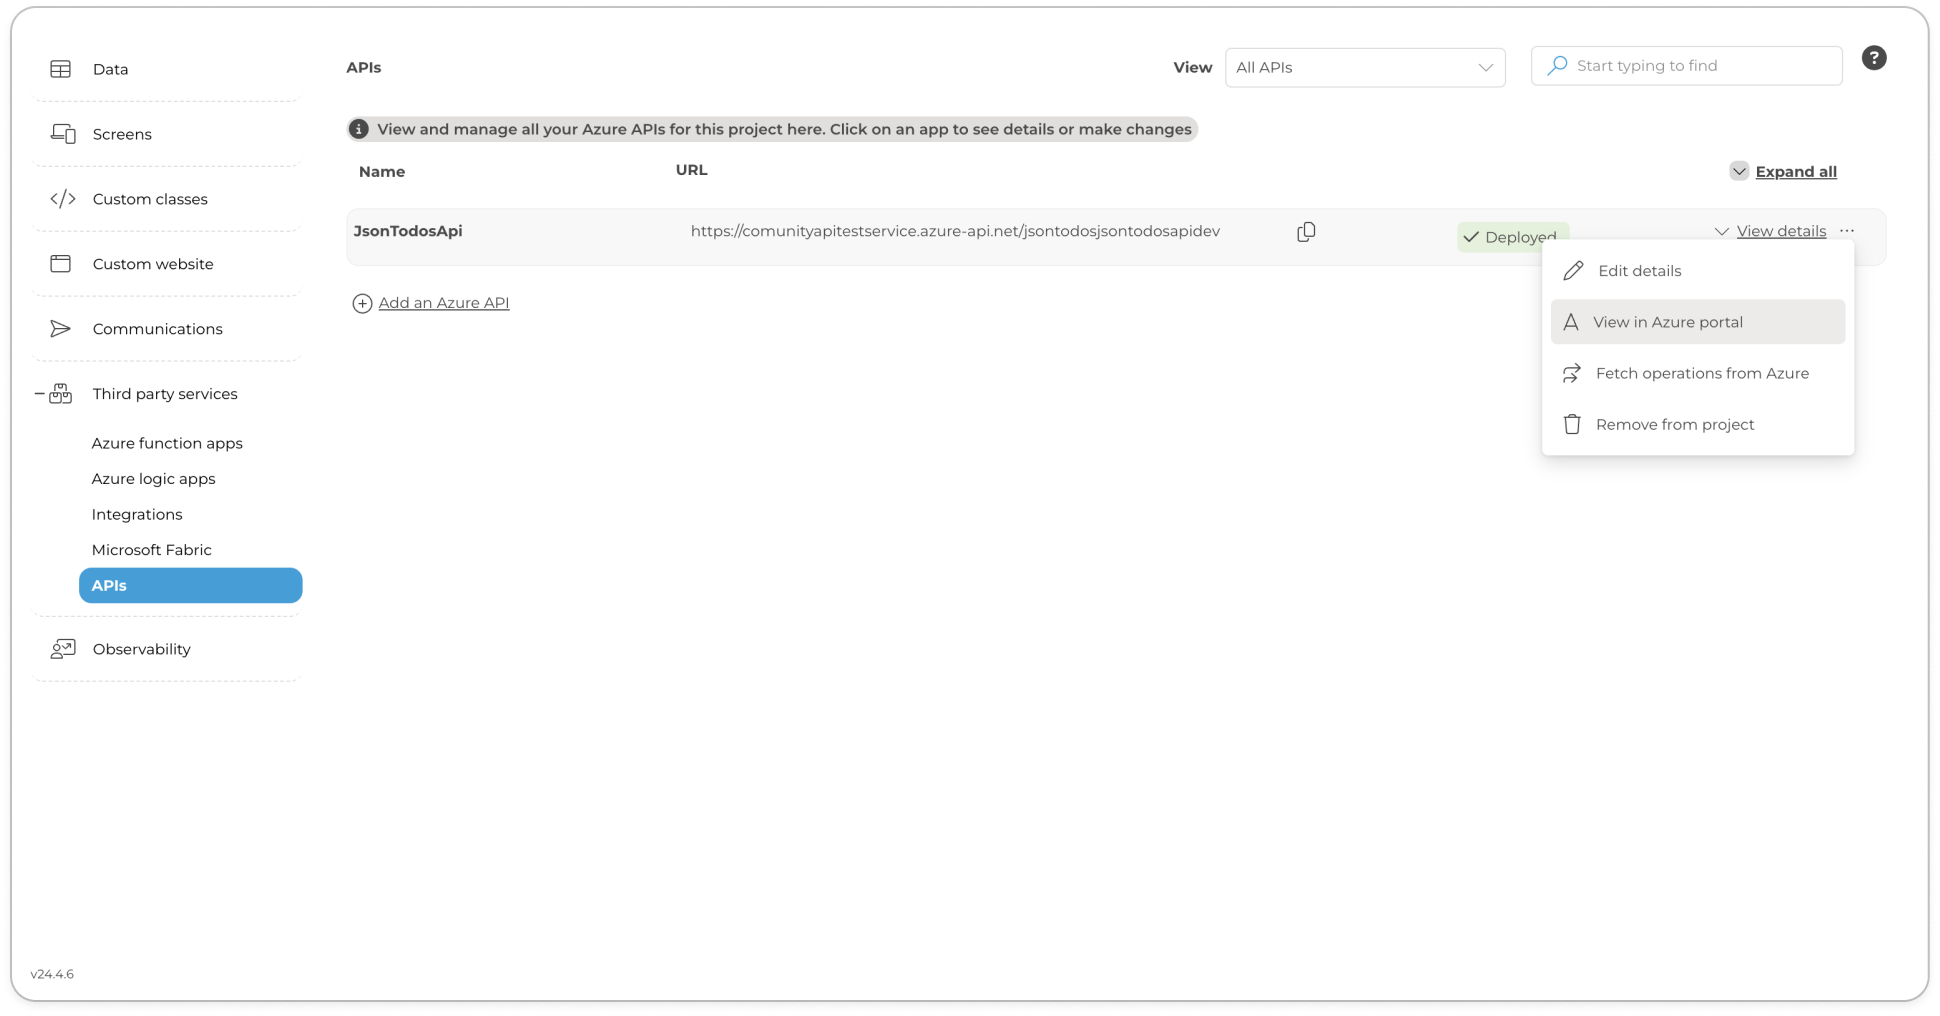 Data
Screens
Custom classes
Custom website
Communications
Third party services
Azure function apps
Azure logic apps
Integrations
Microsoft Fabric
APIs
Observability
v24.4.6
APIs
View
All APIs
Start typing to find
?
i View and manage all your Azure APIs for this project here. Click on an app to see details or make changes
Name URL Expand all
JsonTodosApi https://comunityapitestservice.azure-api.net/jsontodosjsontodosapidev Deployed View details ...
Add an Azure API
Edit details
View in Azure portal
Fetch operations from Azure
Remove from project